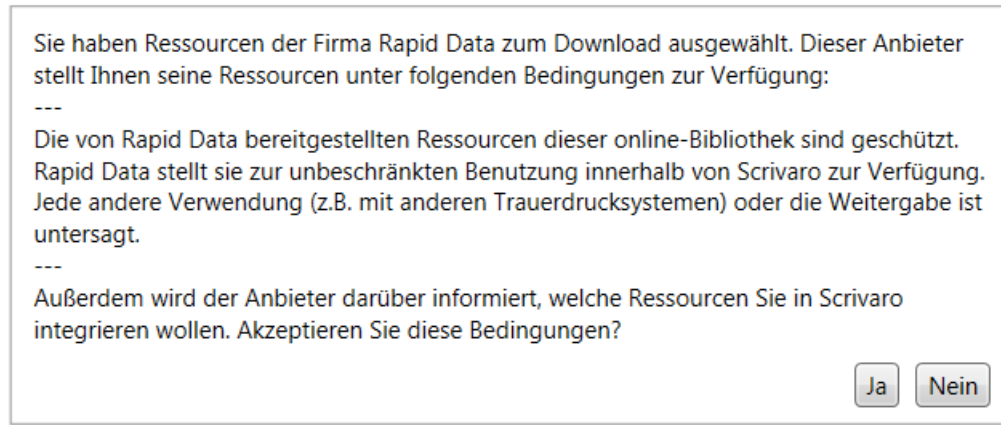 Sie haben Ressourcen der Firma Rapid Data zum Download ausgewählt. Dieser Anbieter
stellt Ihnen seine Ressourcen unter folgenden Bedingungen zur Verfügung:
---
Die von Rapid Data bereitgestellten Ressourcen dieser online-Bibliothek sind geschützt.
Rapid Data stellt sie zur unbeschränkten Benutzung innerhalb von Scrivaro zur Verfügung.
Jede andere Verwendung (z.B. mit anderen Trauerdrucksystemen) oder die Weitergabe ist
untersagt.
---
Außerdem wird der Anbieter darüber informiert, welche Ressourcen Sie in Scrivaro
integrieren wollen. Akzeptieren Sie diese Bedingungen?
Ja Nein